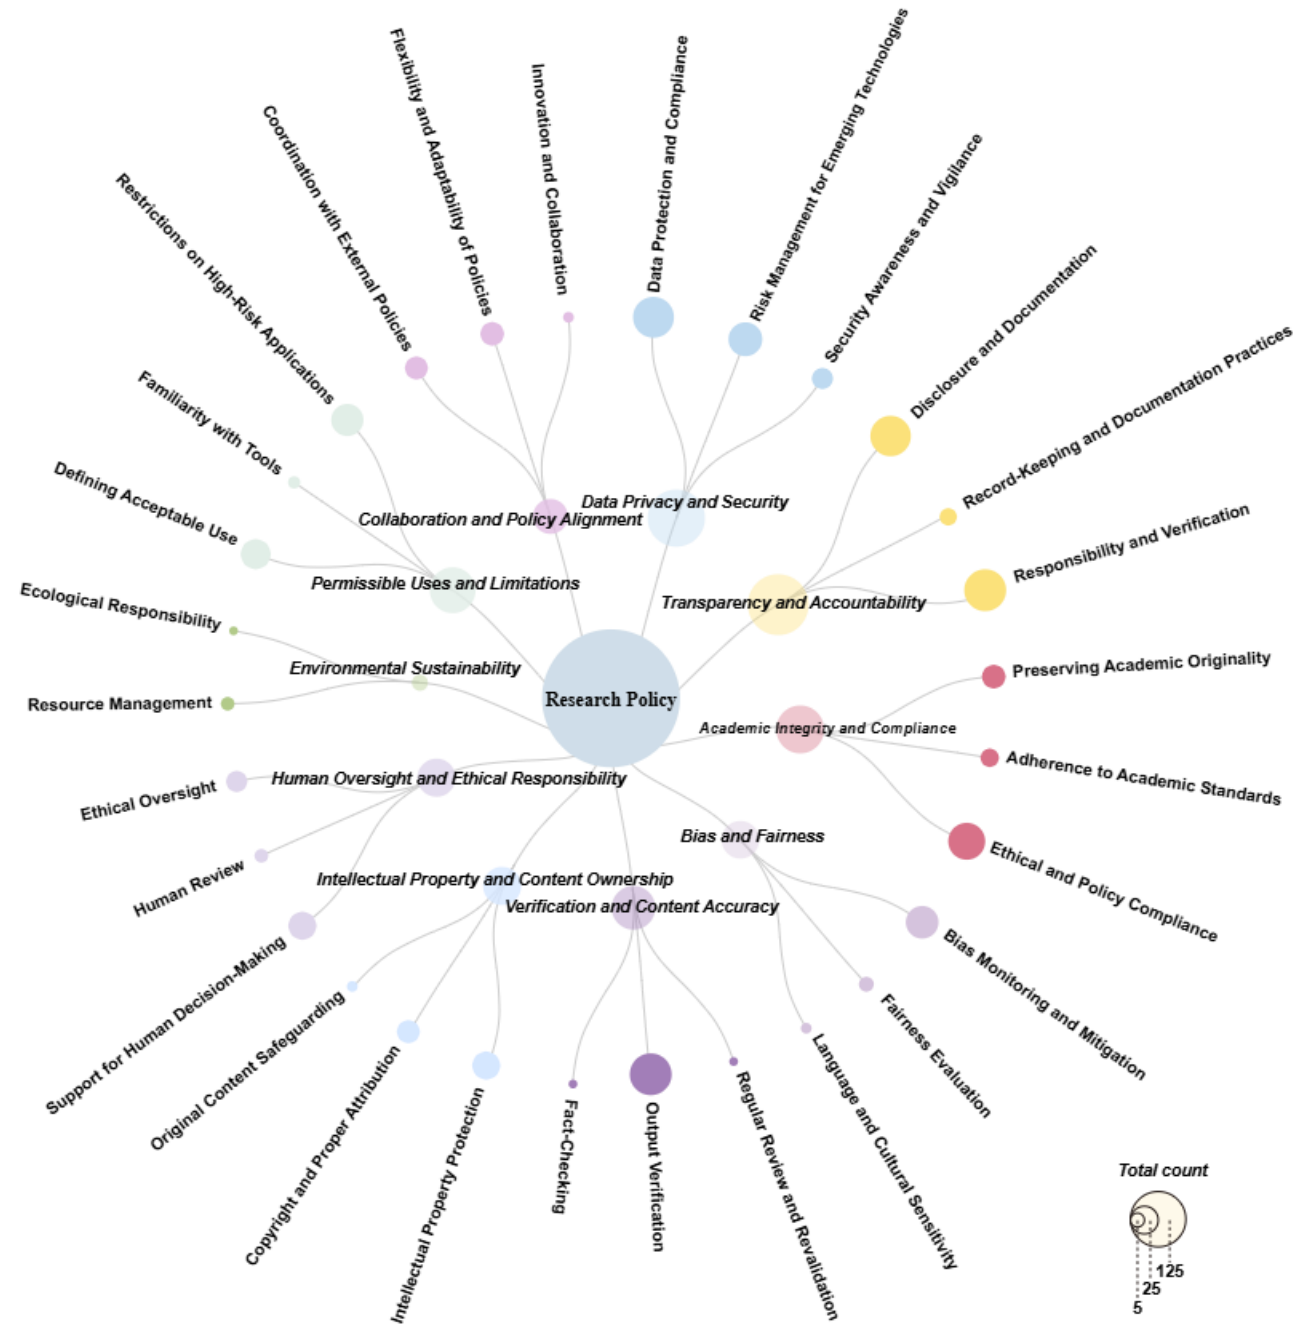 Flexibility and Adaptability of Policies
Innovation and Collaboration
Data Protection and Compliance
Risk Management for Emerging Technologies
Coordination with External Policies
Security Awareness and Vigilance
Restrictions on High-Risk Applications
Disclosure and Documentation
Familiarity with Tools
Record-Keeping and Documentation Practices
Defining Acceptable Use
Data Privacy and Security
Collaboration and Policy Alignment
Responsibility and Verification
Permissible Uses and Limitations
Transparency and Accountability
Ecological Responsibility
Environmental Sustainability
Preserving Academic Originality
Research Policy
Resource Management
Academic Integrity and Compliance
Adherence to Academic Standards
Human Oversight and Ethical Responsibility
Ethical Oversight
Bias and Fairness
Ethical and Policy Compliance
Human Review
Intellectual Property and Content Ownership
Verification and Content Accuracy
Bias Monitoring and Mitigation
Support for Human Decision-Making
Original Content Safeguarding
Fairness Evaluation
Copyright and Proper Attribution
Intellectual Property Protection
Fact-Checking
Output Verification
Regular Review and Revalidation
Language and Cultural Sensitivity
Total count
125
25
5